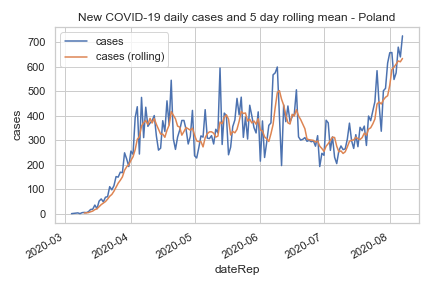 New COVID-19 daily cases and 5 day rolling mean - Poland
cases
cases (rolling)
700
600
500
400
300
200
100
0
cases
2020-03
2020-04
2020-05
2020-06
2020-07
2020-08
dateRep